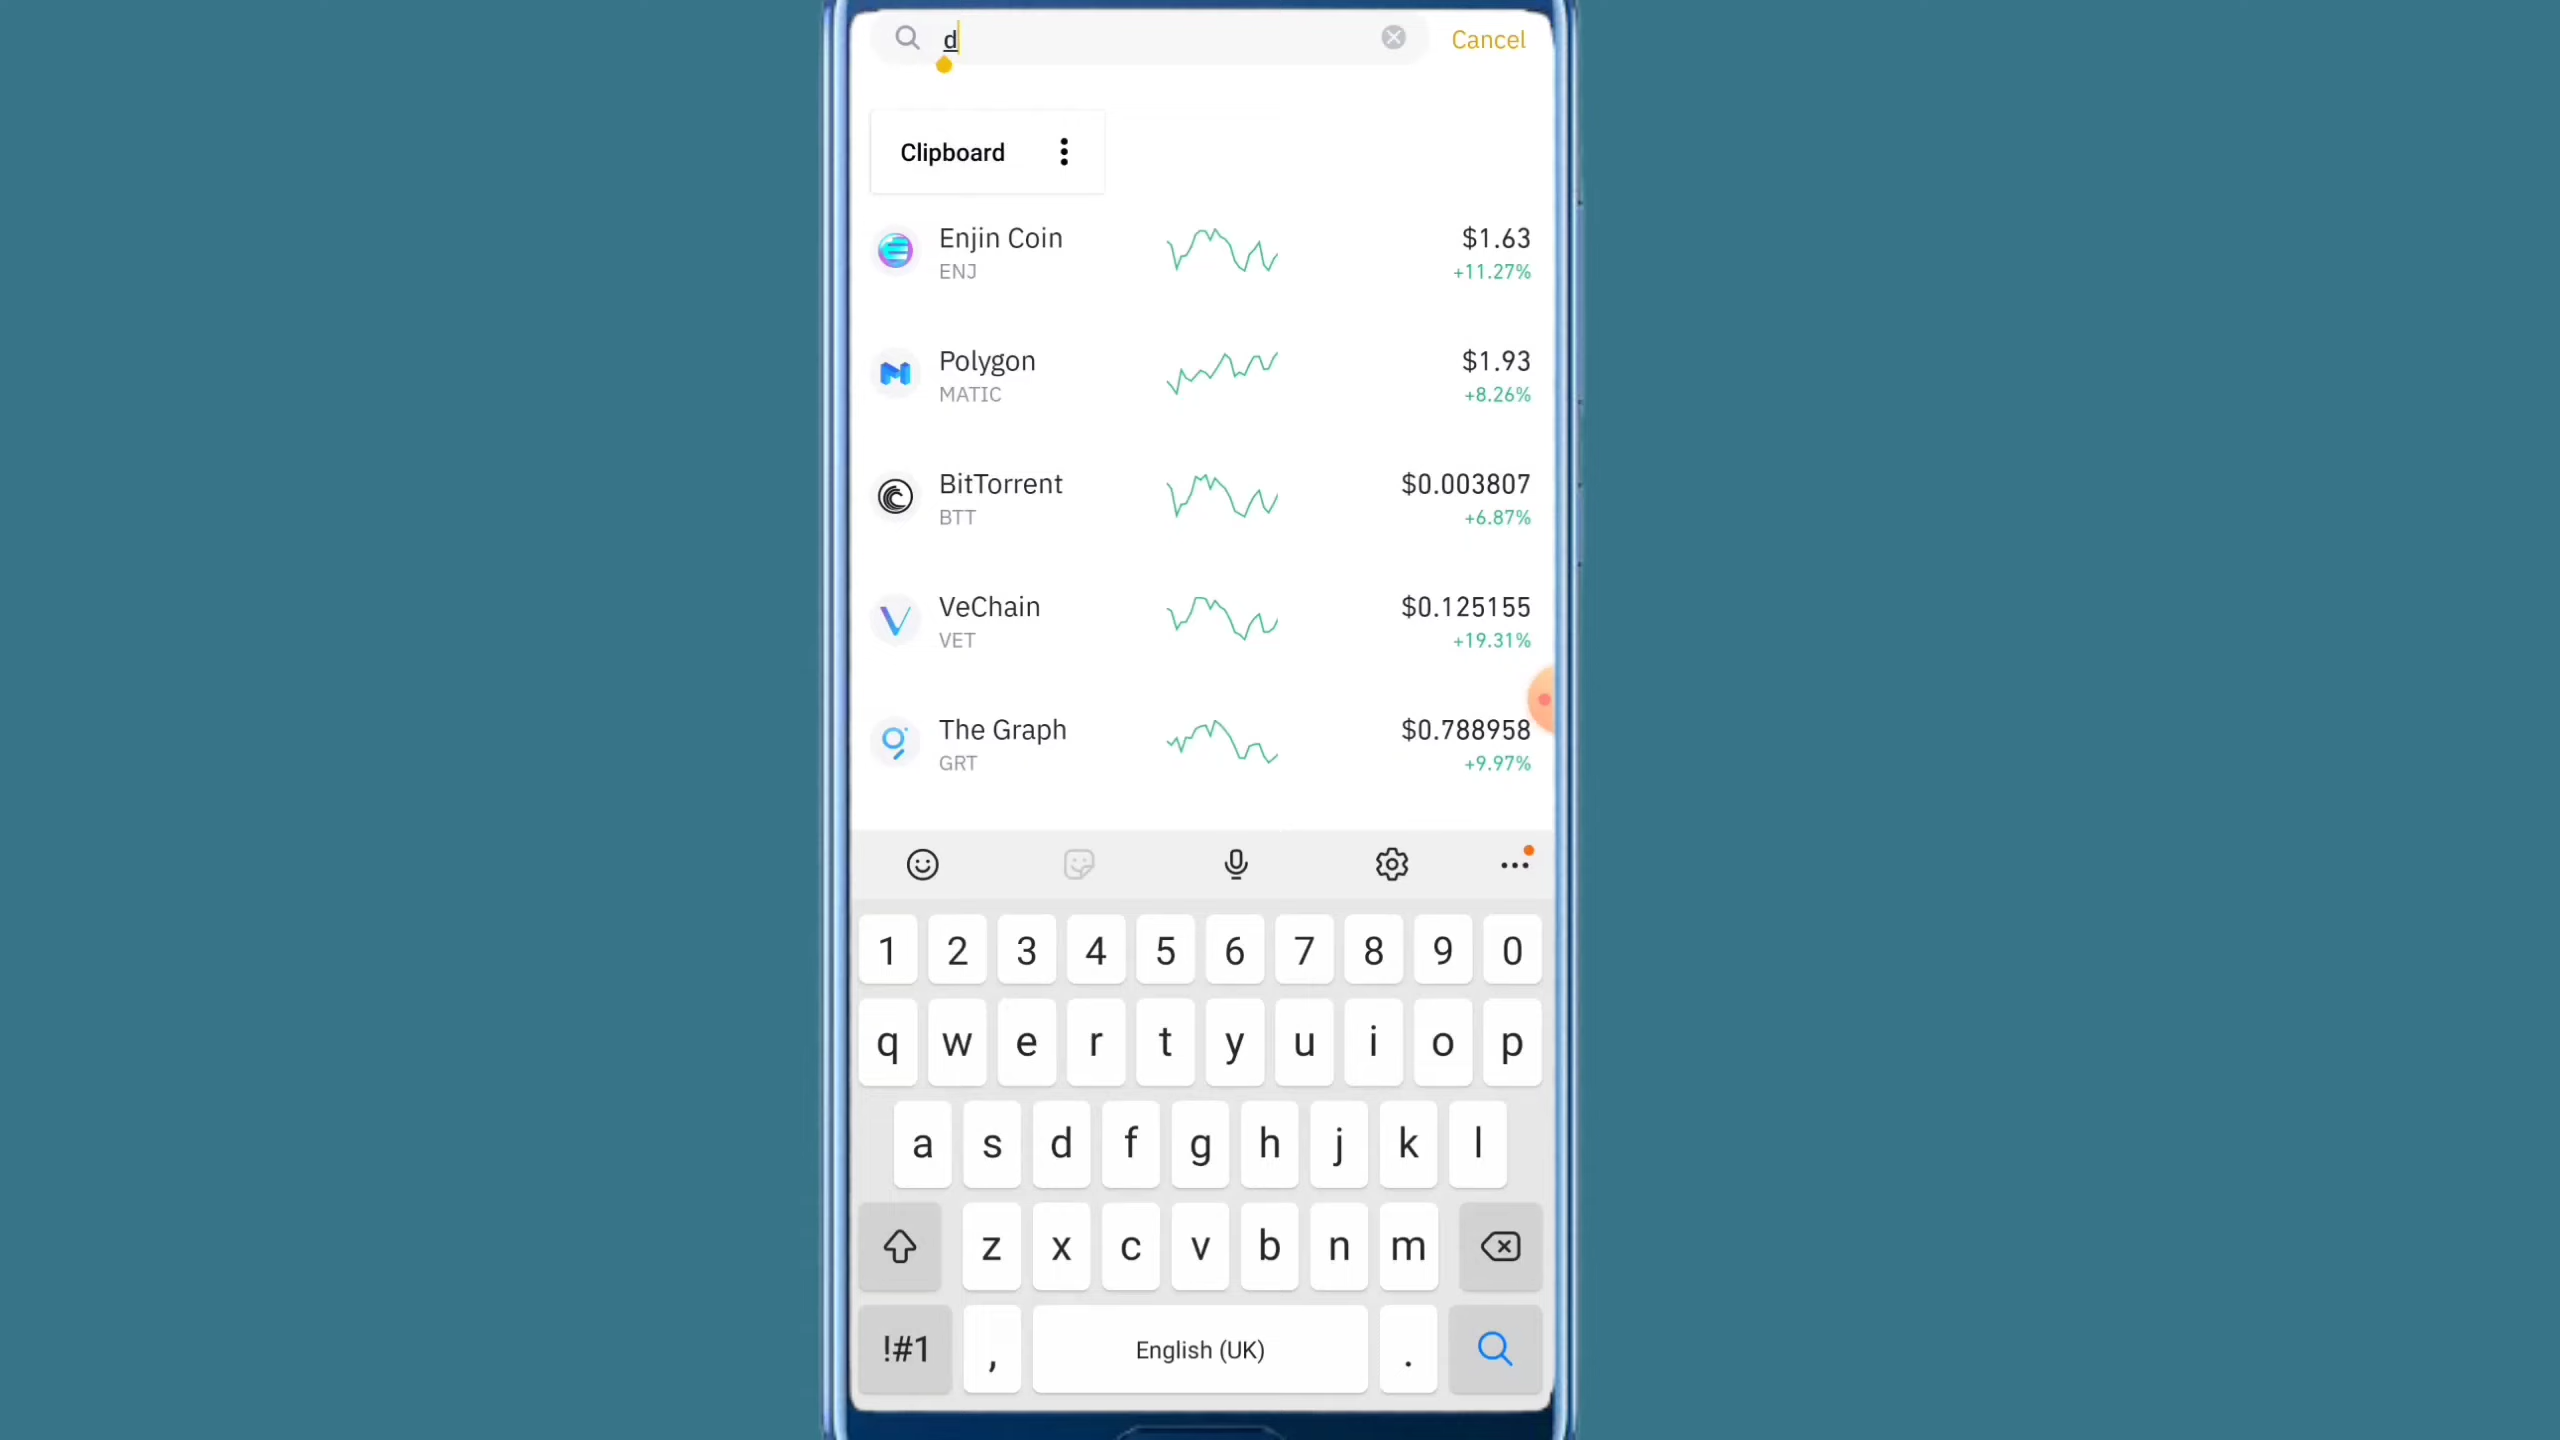 d
Cancel
Clipboard
Enjin Coin
$1.63
ENJ
+11.27%
Polygon
$1.93
MATIC
+8.26%
BitTorrent
$0.003807
BTT
+6.87%
VeChain
$0.125155
VET
+19.31%
The Graph
$0.788958
GRT
+9.97%
1 2 3 4 5 6 7 8 9 0
q w e r t y u i o p
a s d f g h j k l
z x c v b n m
!#1 , English (UK) .